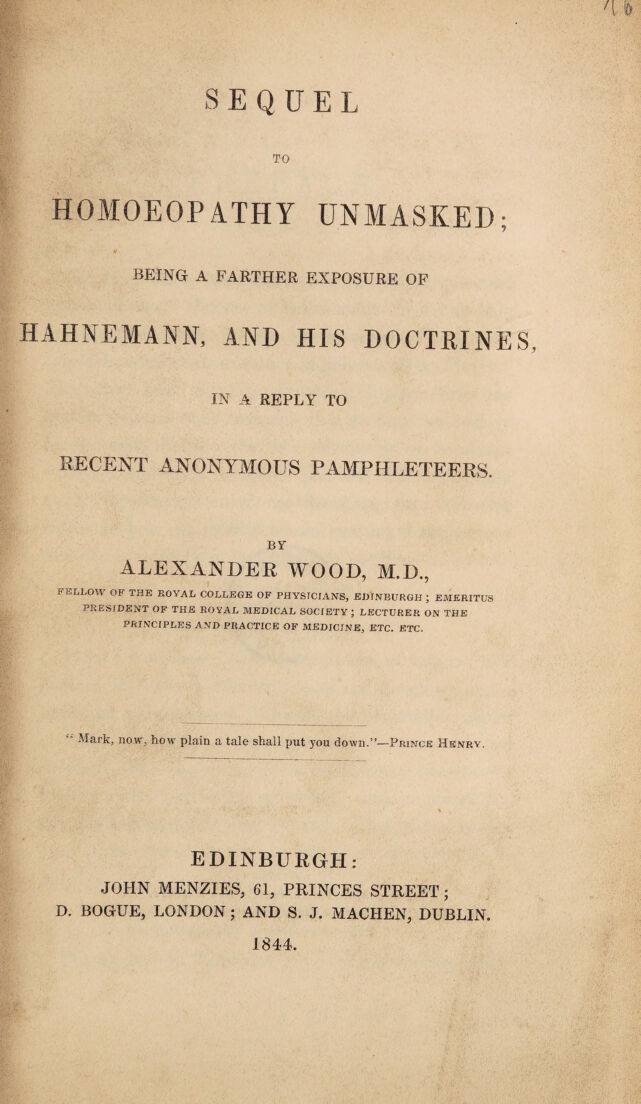 SEQUEL
TO
HOMOEOPATHY UNMASKED;
BEING A FARTHER EXPOSURE OF
HAHNEMANN, AND HIS DOCTRINES,
IN A REPLY TO
RECENT ANONYMOUS PAMPHLETEERS.
BY
ALEXANDER WOOD, M.D.,
FELLOW OF THE ROYAL COLLEGE OF PHYSICIANS, EDINBURGH; EMERITUS
PRESIDENT OF THE ROYAL MEDICAL SOCIETY; LECTURER ON THE
PRINCIPLES AND PRACTICE OF MEDICINE, ETC. ETC.
“Mark, now, how plain a tale shall put you down.”—PRINCE HENRY.
EDINBURGH:
JOHN MENZIES, 61, PRINCES STREET;
D. BOGUE, LONDON; AND S. J. MACHEN, DUBLIN.
1844.